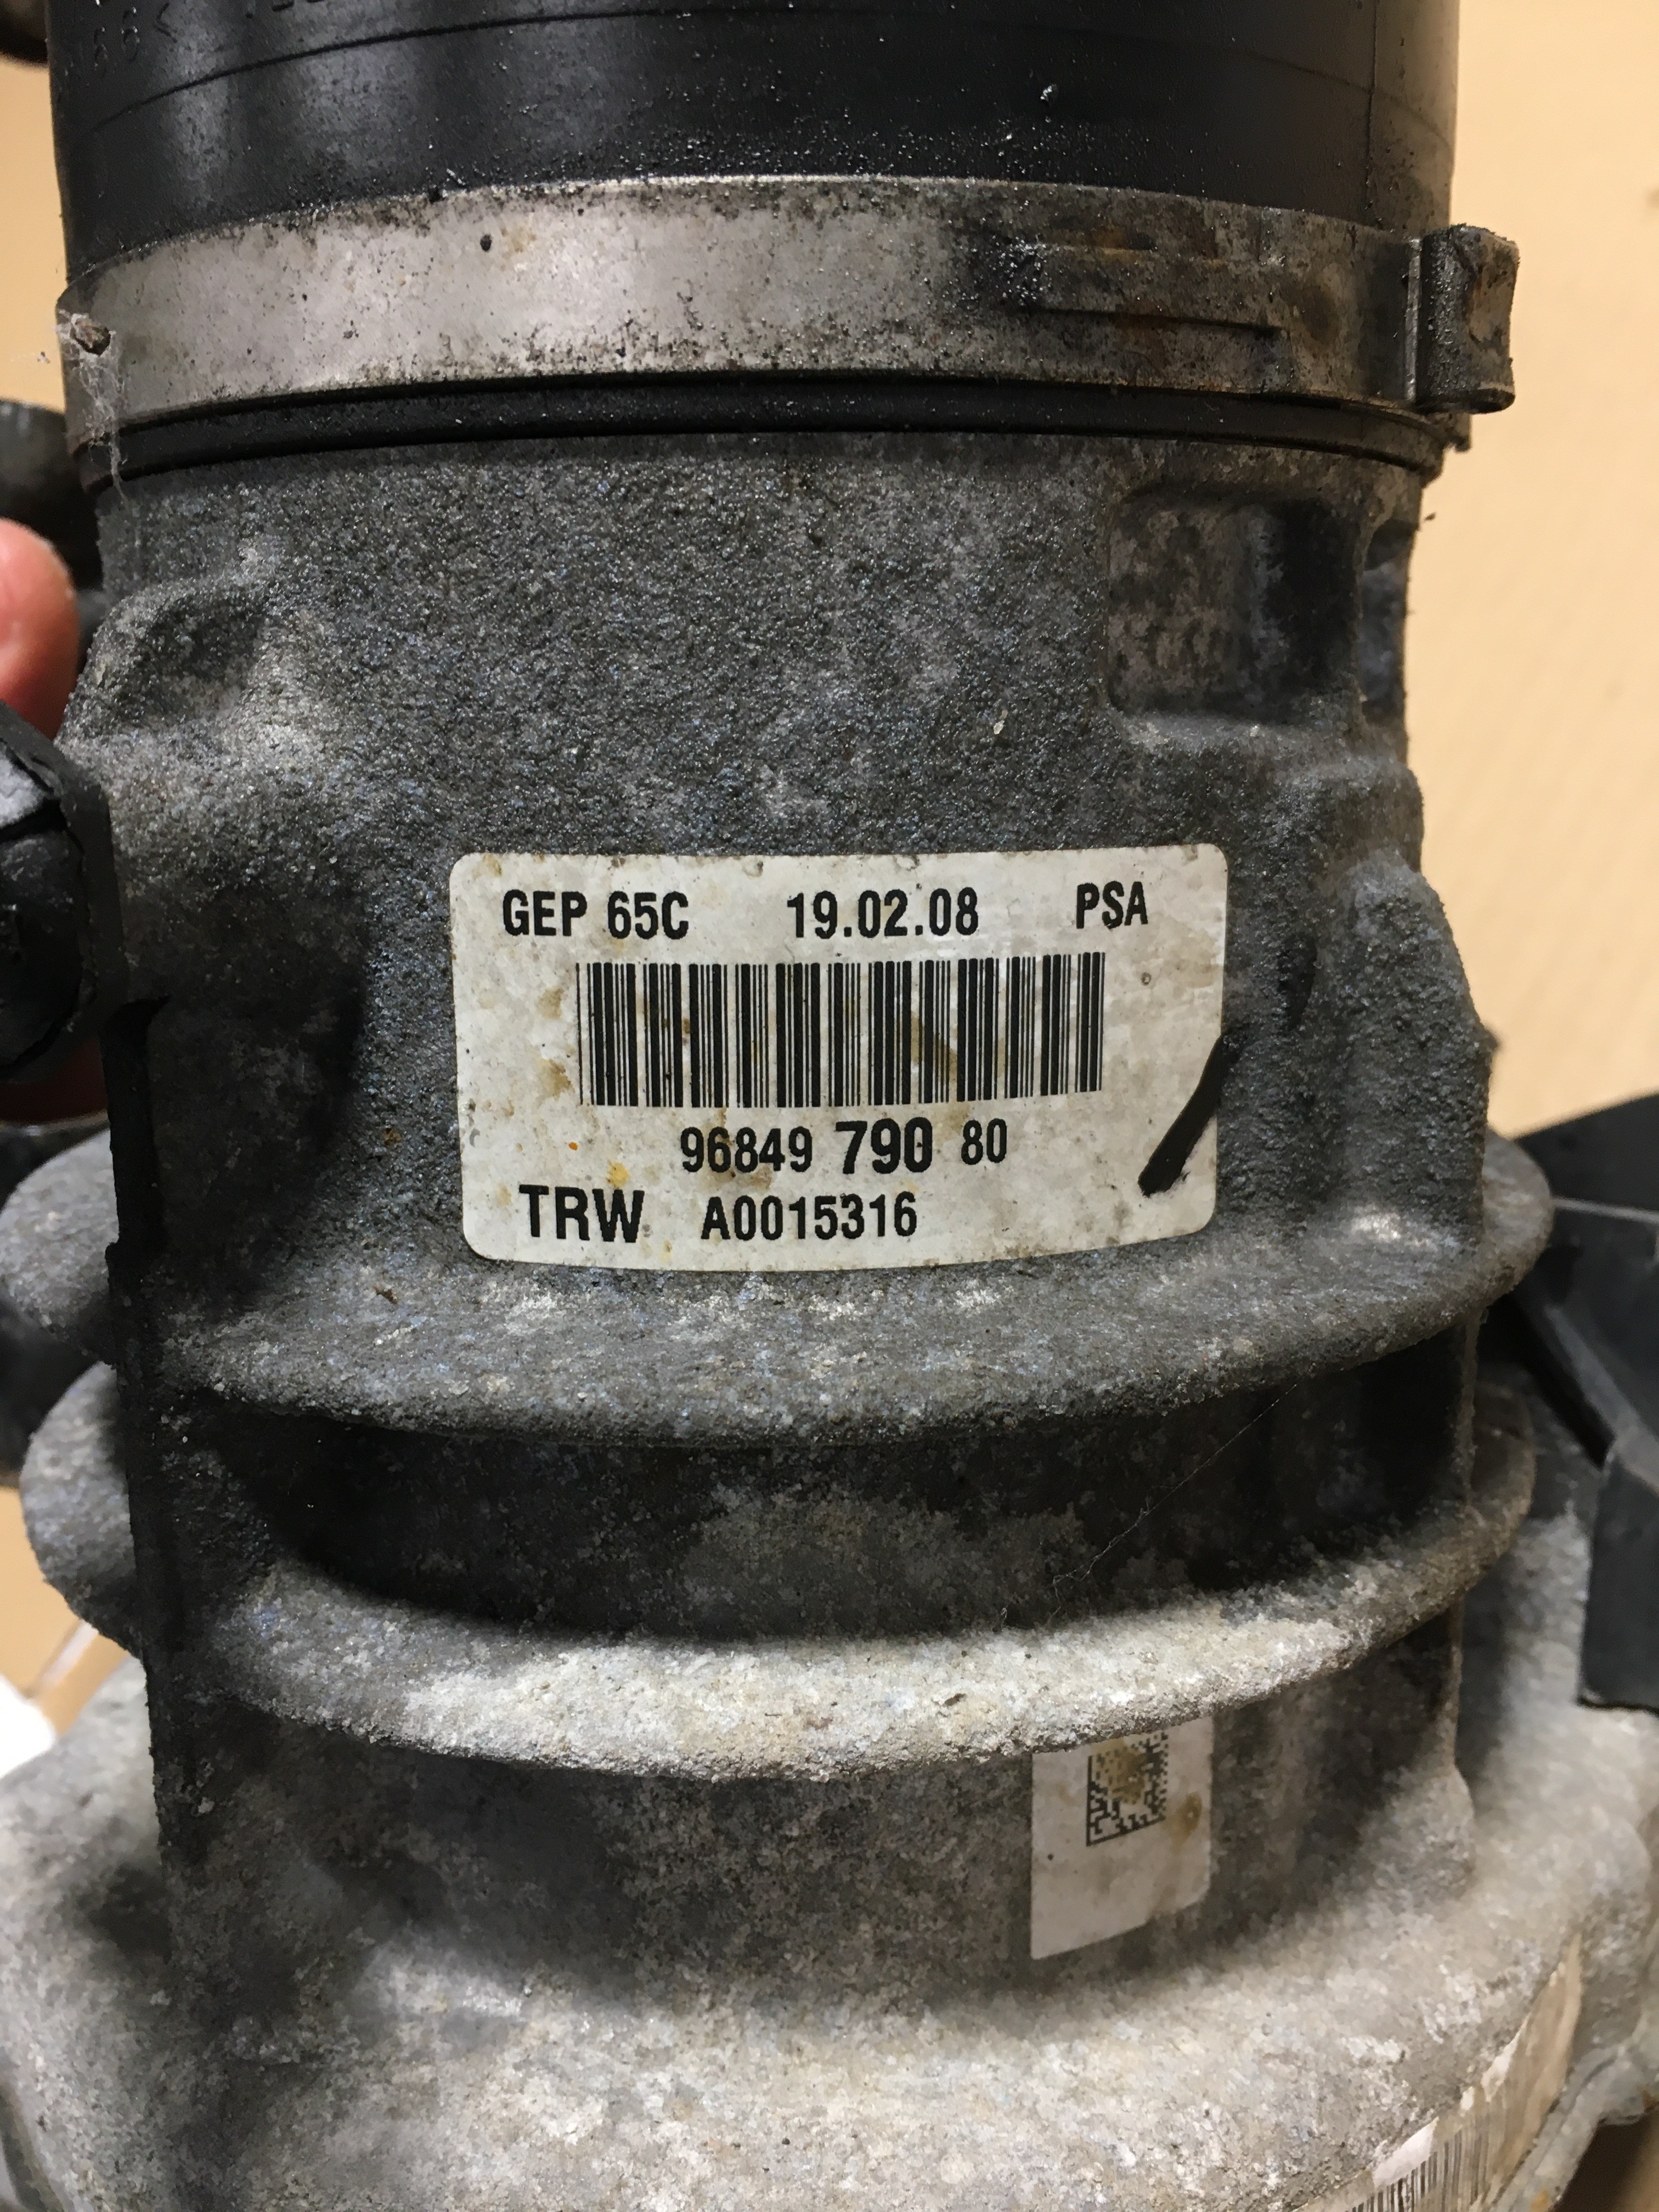 GEP 65C 19.02.08 PSA
96849 790 80
TRW A0015316